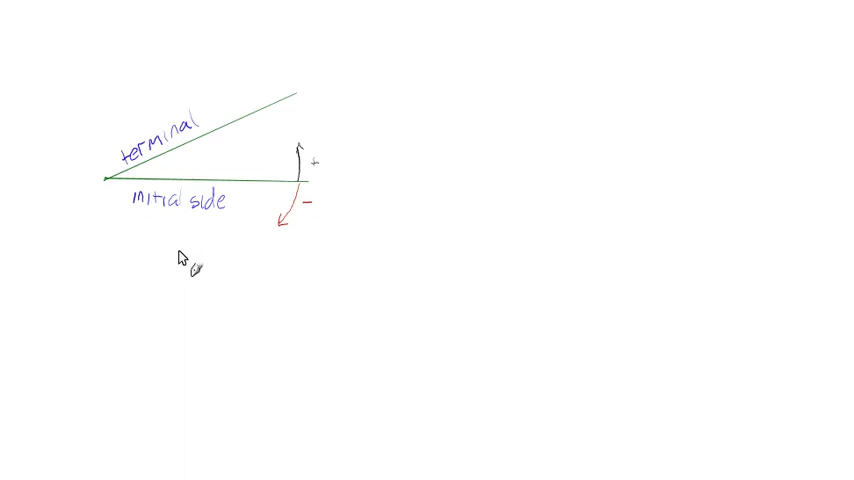 terminal
+
initial side
-